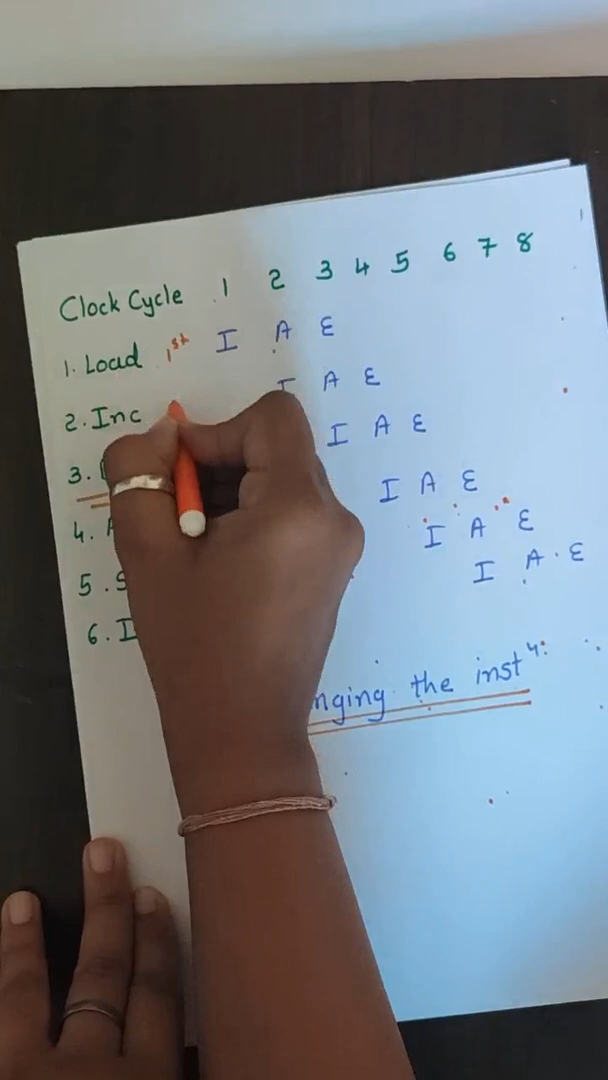 Clock Cycle 1 2 3 4 5 6 7 8
1. Load 1st I A E
2. Inc I A E
3. I A E
4. I A E
5. S I A E
6. I I A E
nging the inst